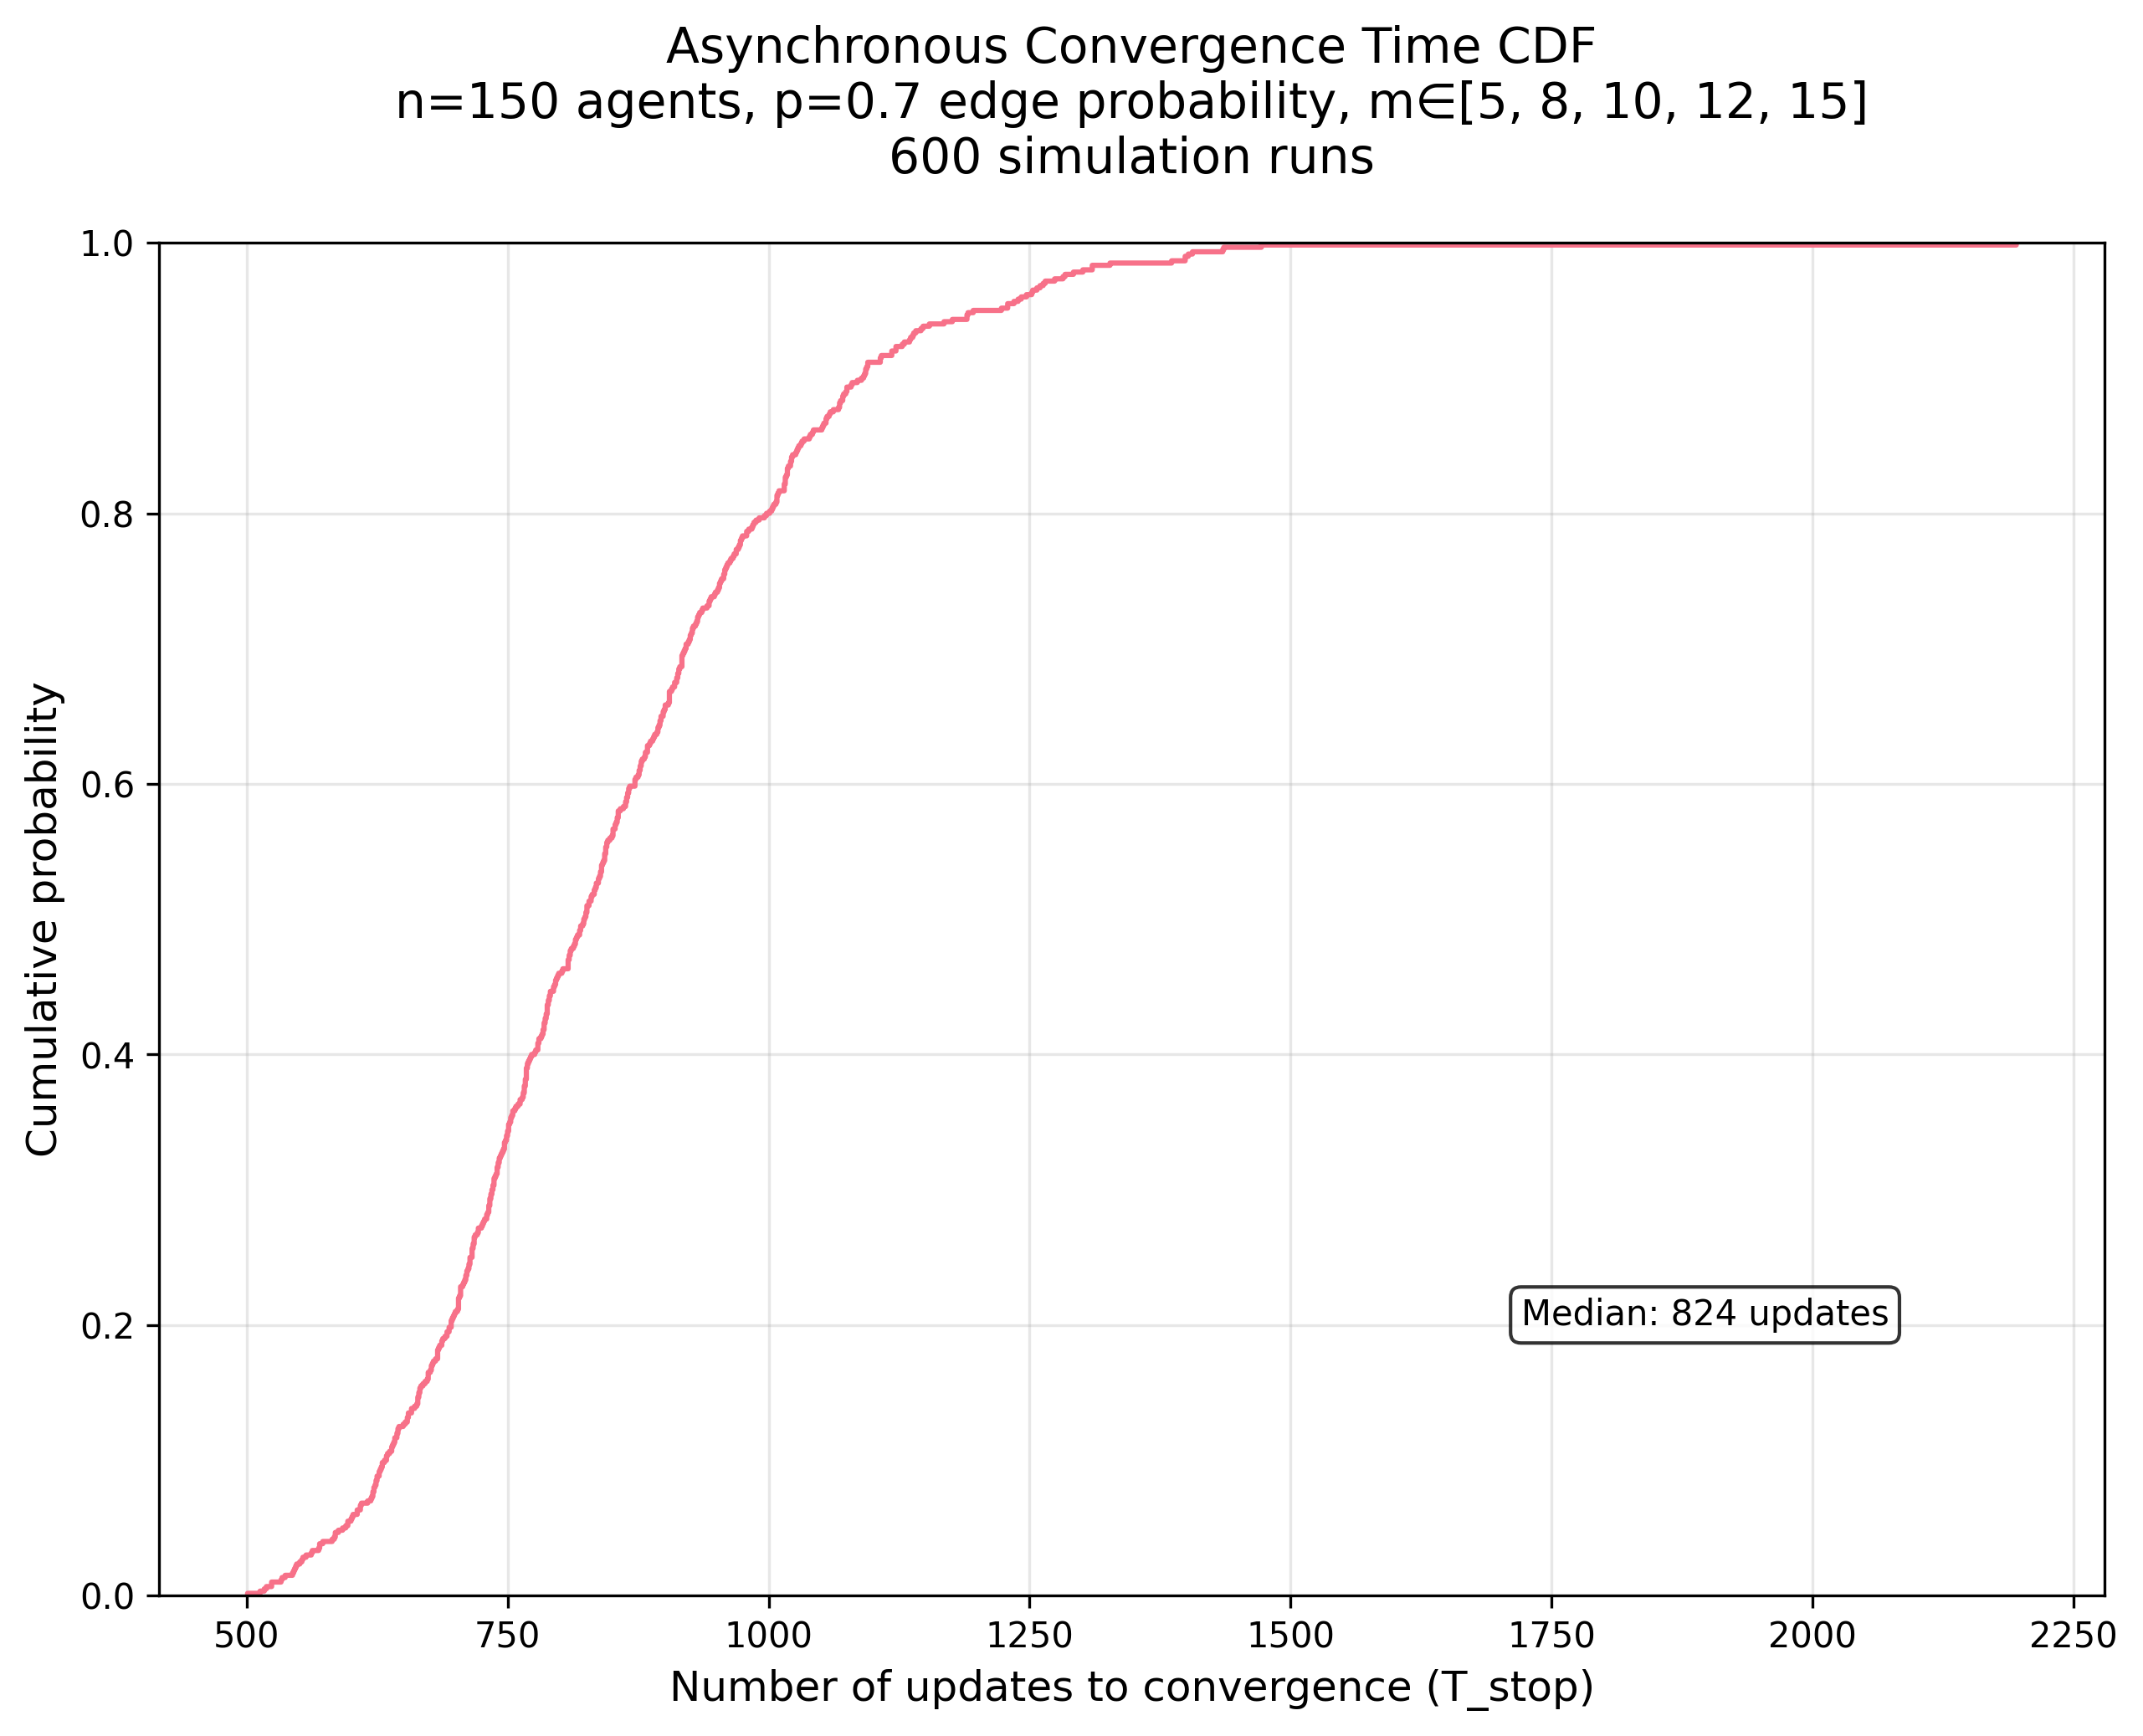 Asynchronous Convergence Time CDF
n=150 agents, p=0.7 edge probability, m∈[5, 8, 10, 12, 15]
600 simulation runs
1.0
0.8
0.6
0.4
0.2
0.0
Cumulative probability
Median: 824 updates
500 750 1000 1250 1500 1750 2000 2250
Number of updates to convergence (T_stop)